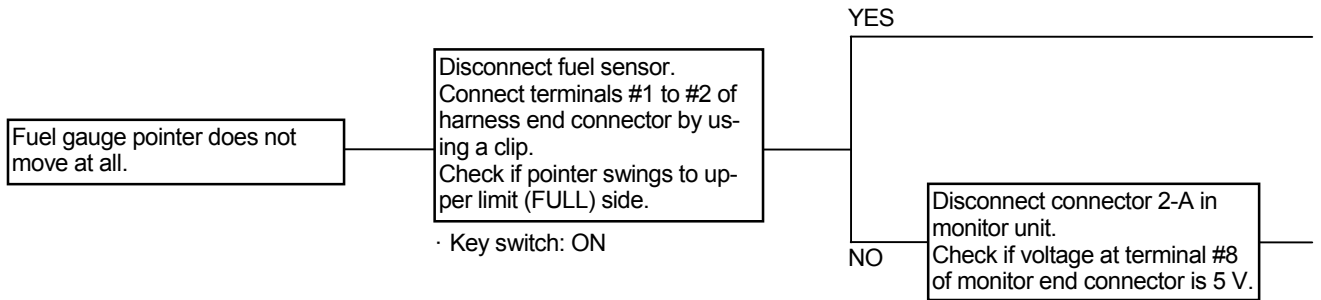 Fuel gauge pointer does not
move at all.
Disconnect fuel sensor.
Connect terminals #1 to #2 of
harness end connector by us-
ing a clip.
Check if pointer swings to up-
per limit (FULL) side.
· Key switch: ON
YES
NO
Disconnect connector 2-A in
monitor unit.
Check if voltage at terminal #8
of monitor end connector is 5 V.